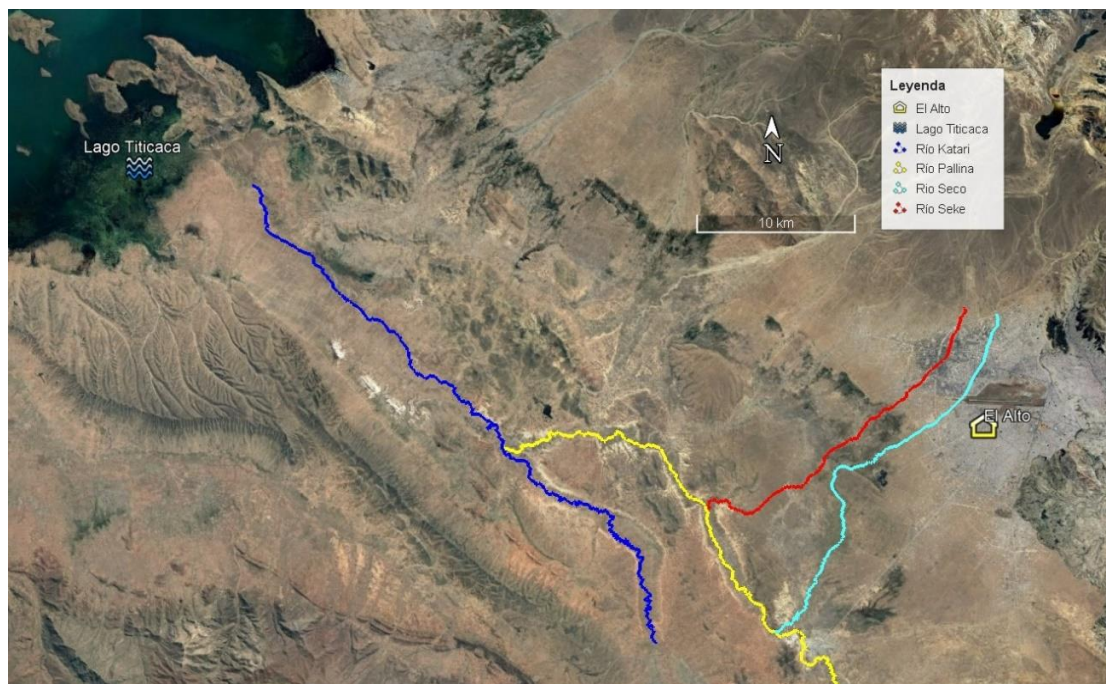 Leyenda
El Alto
Lago Titicaca
Río Katari
Río Pallina
Rio Seco
Río Seke
Lago Titicaca
N
10 km
El Alto